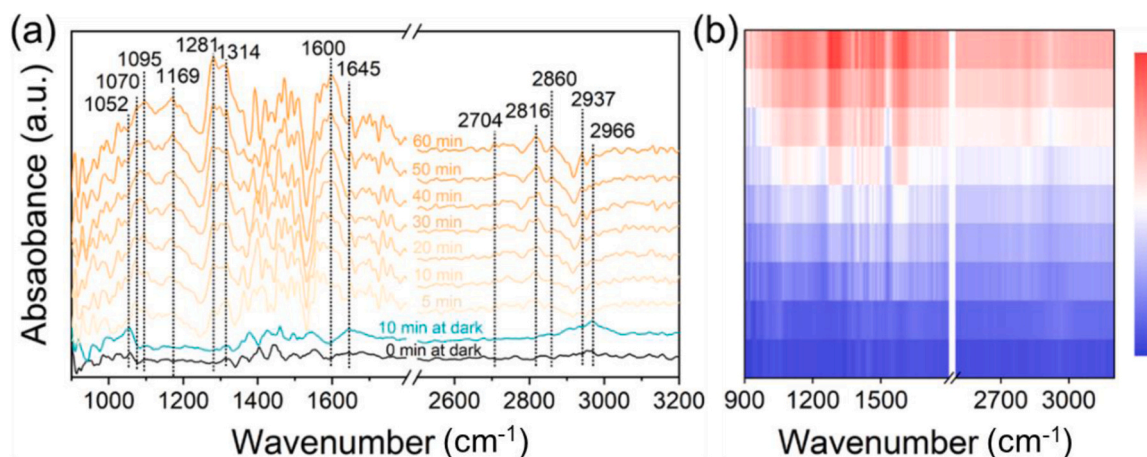 (a)
1052
1070
1095
1169
1281
1314
1600
1645
2704
2816
2860
2937
2966
60 min
50 min
40 min
30 min
20 min
10 min
5 min
10 min at dark
0 min at dark
Absaobance (a.u.)
1000 1200 1400 1600 2600 2800 3000 3200
Wavenumber (cm⁻¹)
(b)
900 1200 1500 2700 3000
Wavenumber (cm⁻¹)